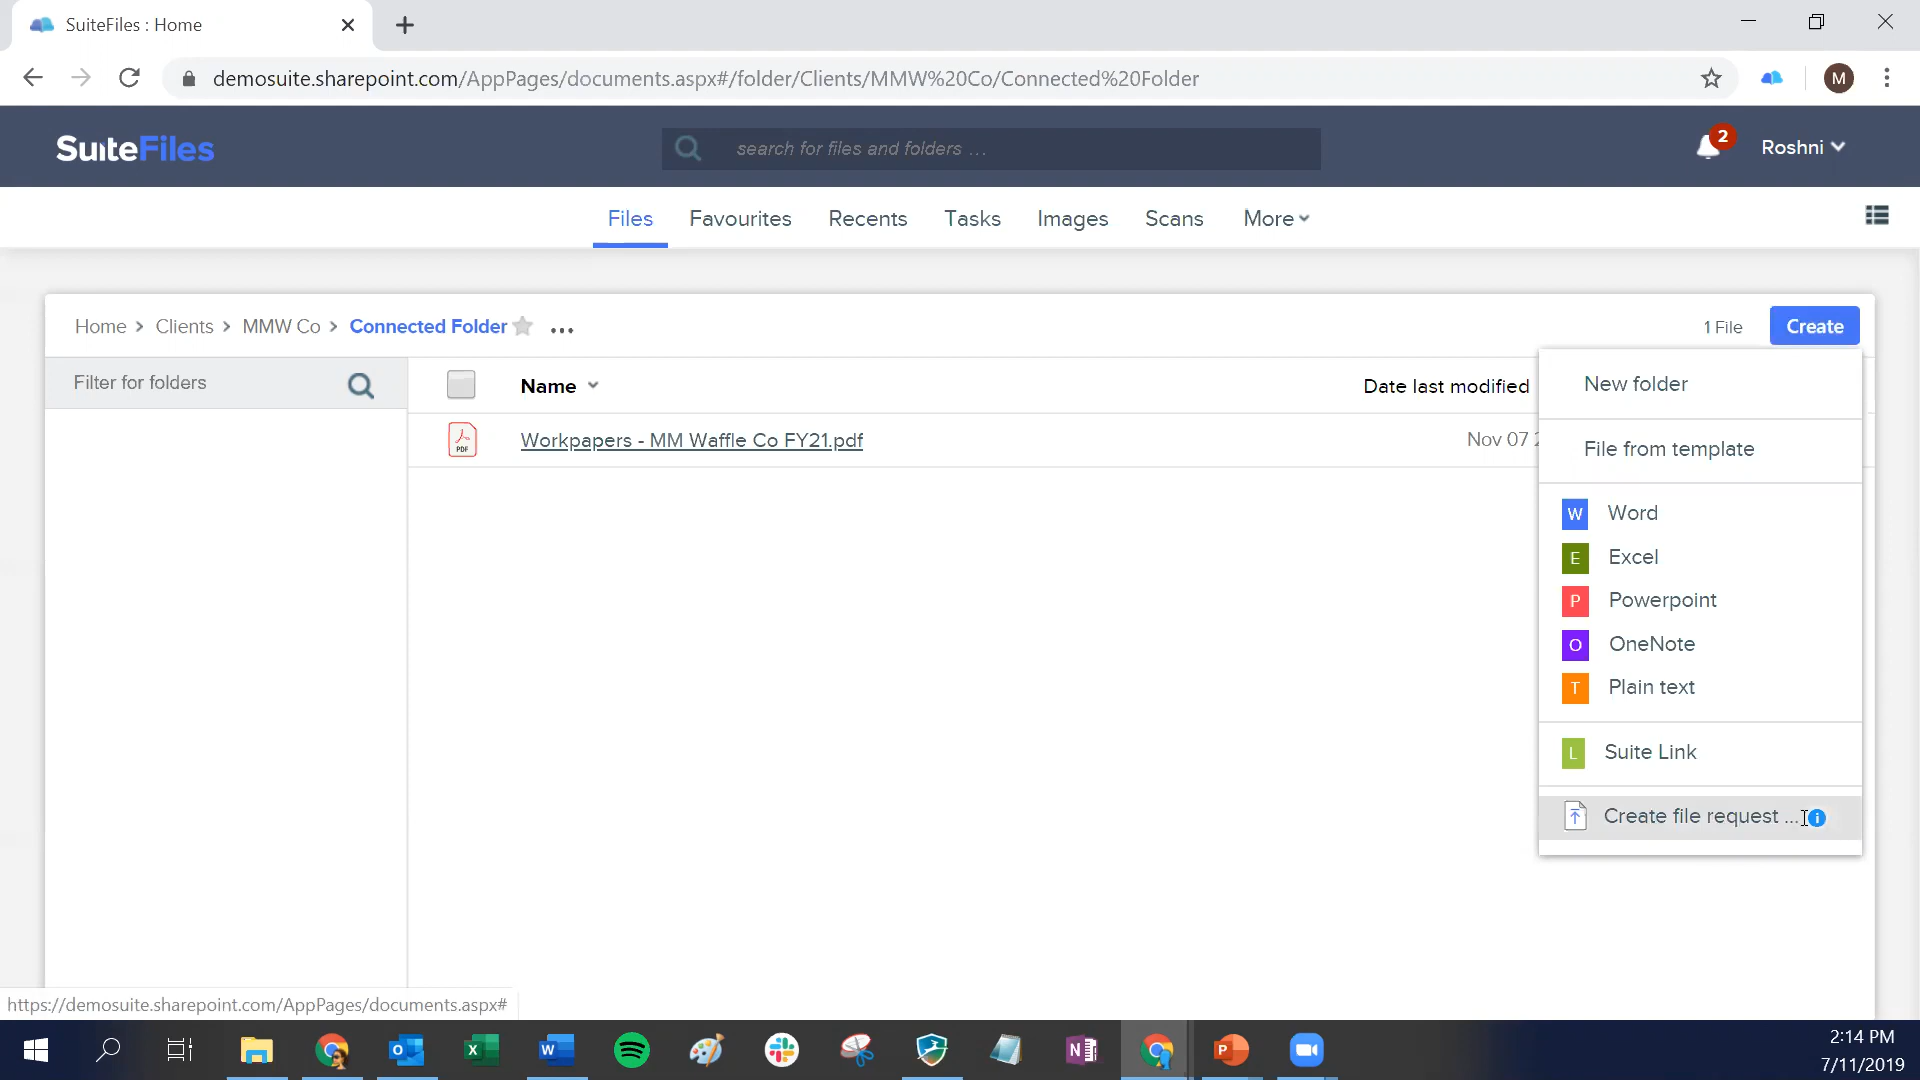 SuiteFiles : Home
demosuite.sharepoint.com/AppPages/documents.aspx#/folder/Clients/MMW%20Co/Connected%20Folder
M
SuiteFiles
search for files and folders ...
2
Roshni
Files Favourites Recents Tasks Images Scans More
Home > Clients > MMW Co > Connected Folder ...
1 File
Create
Filter for folders
Name
Date last modified
PDF
Workpapers - MM Waffle Co FY21.pdf
Nov 07 2
New folder
File from template
W Word
E Excel
P Powerpoint
O OneNote
T Plain text
L Suite Link
Create file request ... i
https://demosuite.sharepoint.com/AppPages/documents.aspx#
2:14 PM
7/11/2019